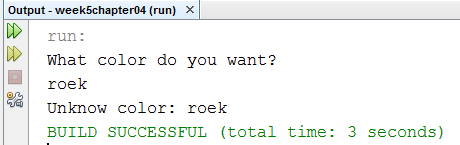 Output - week5chapter04 (run)
run:
What color do you want?
roek
Unknow color: roek
BUILD SUCCESSFUL (total time: 3 seconds)